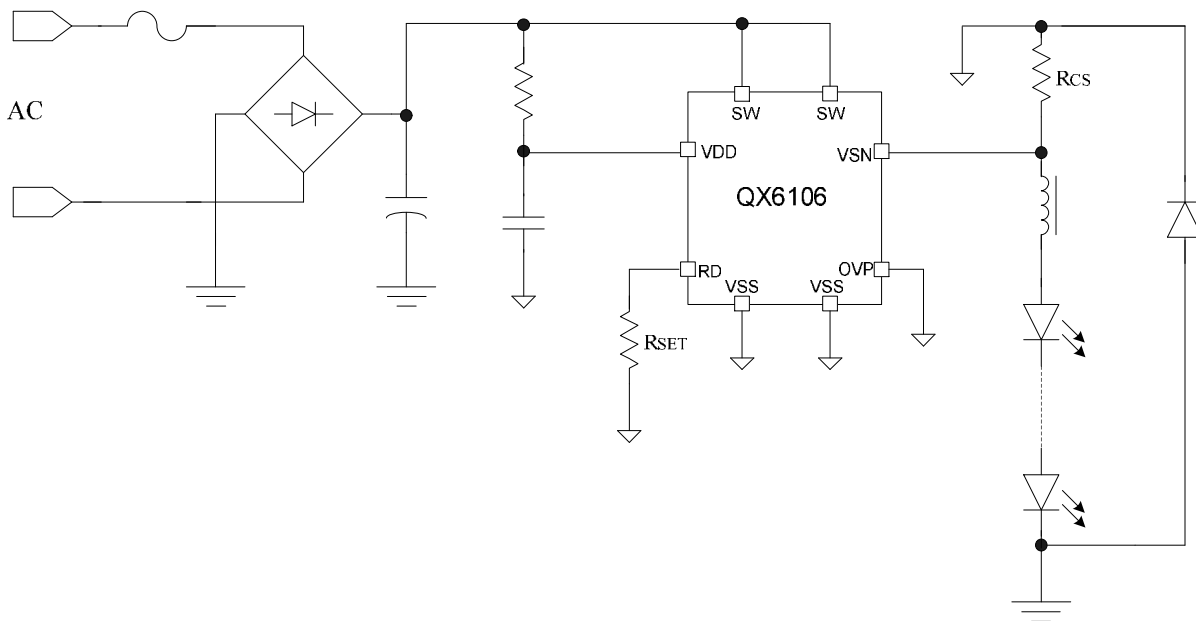 AC
SW
SW
RCS
VDD
VSN
QX6106
RD
OVP
VSS
VSS
RSET